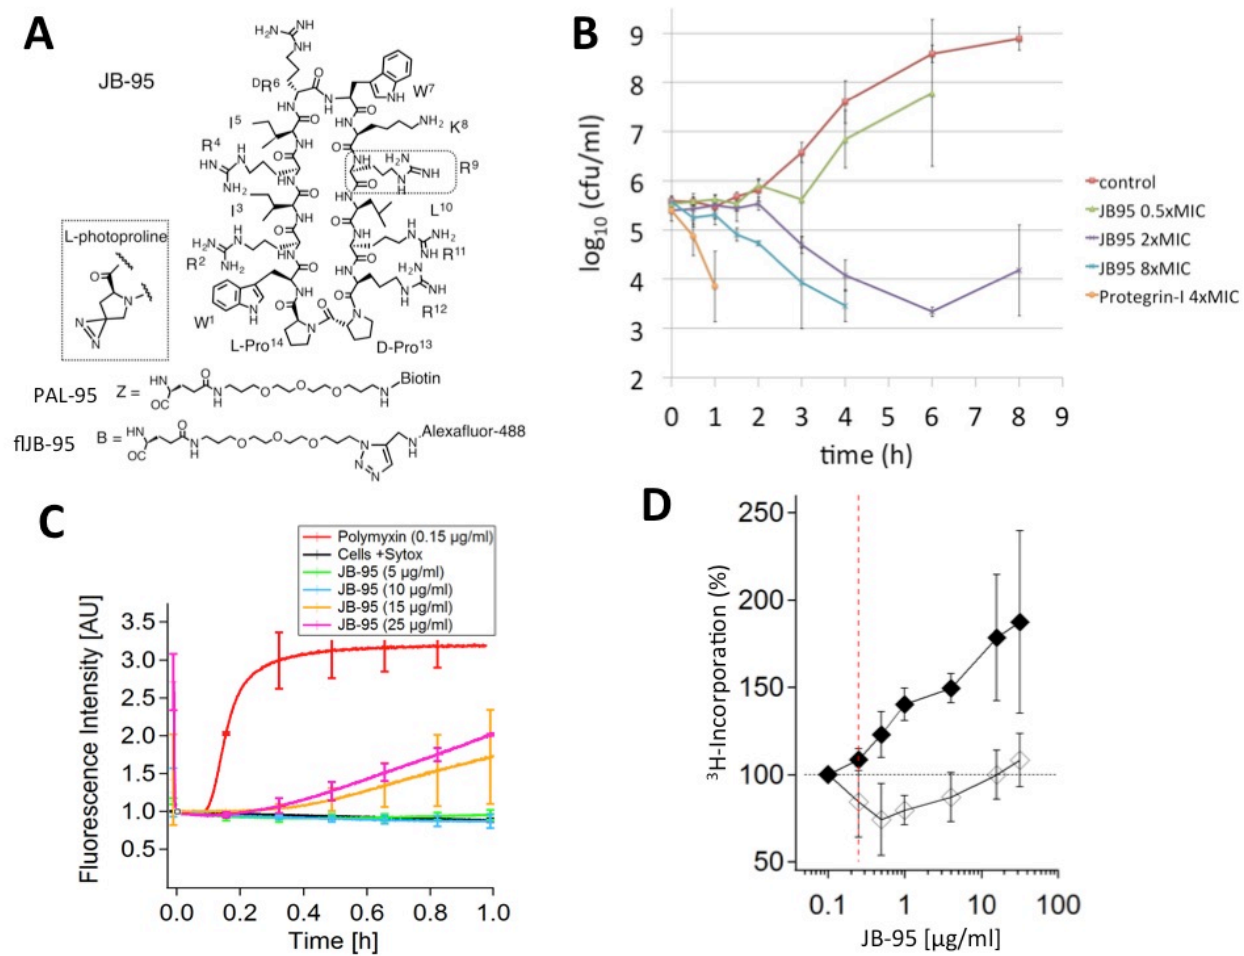 A
JB-95
H₂N NH
NH
ᴰR⁶
W⁷
I⁵
NH₂ K⁸
R⁴
R⁹
I³
L¹⁰
R²
R¹¹
W¹
R¹²
L-Pro¹⁴
D-Pro¹³
L-photoproline
PAL-95 Z =
Biotin
flJB-95 B =
Alexafluor-488
B
log₁₀ (cfu/ml)
9
8
7
6
5
4
3
2
0 1 2 3 4 5 6 7 8 9
time (h)
control
JB95 0.5xMIC
JB95 2xMIC
JB95 8xMIC
Protegrin-I 4xMIC
C
Polymyxin (0.15 µg/ml)
Cells +Sytox
JB-95 (5 µg/ml)
JB-95 (10 µg/ml)
JB-95 (15 µg/ml)
JB-95 (25 µg/ml)
Fluorescence Intensity [AU]
3.5
3.0
2.5
2.0
1.5
1.0
0.5
0.0 0.2 0.4 0.6 0.8 1.0
Time [h]
D
³H-Incorporation (%)
250
200
150
100
50
0.1 1 10 100
JB-95 [µg/ml]